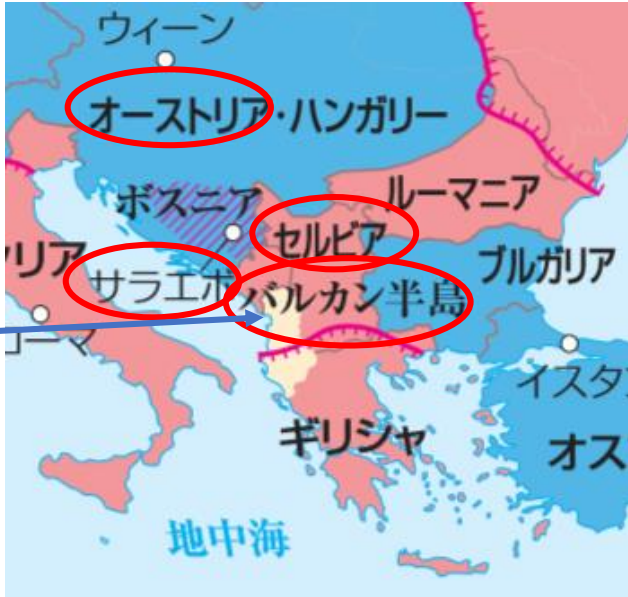 ウィーン
オーストリア・ハンガリー
ボスニア
ルーマニア
セルビア
リア
サラエボ
バルカン半島
ブルガリア
ローマ
イスタ
ギリシャ
オス
地中海